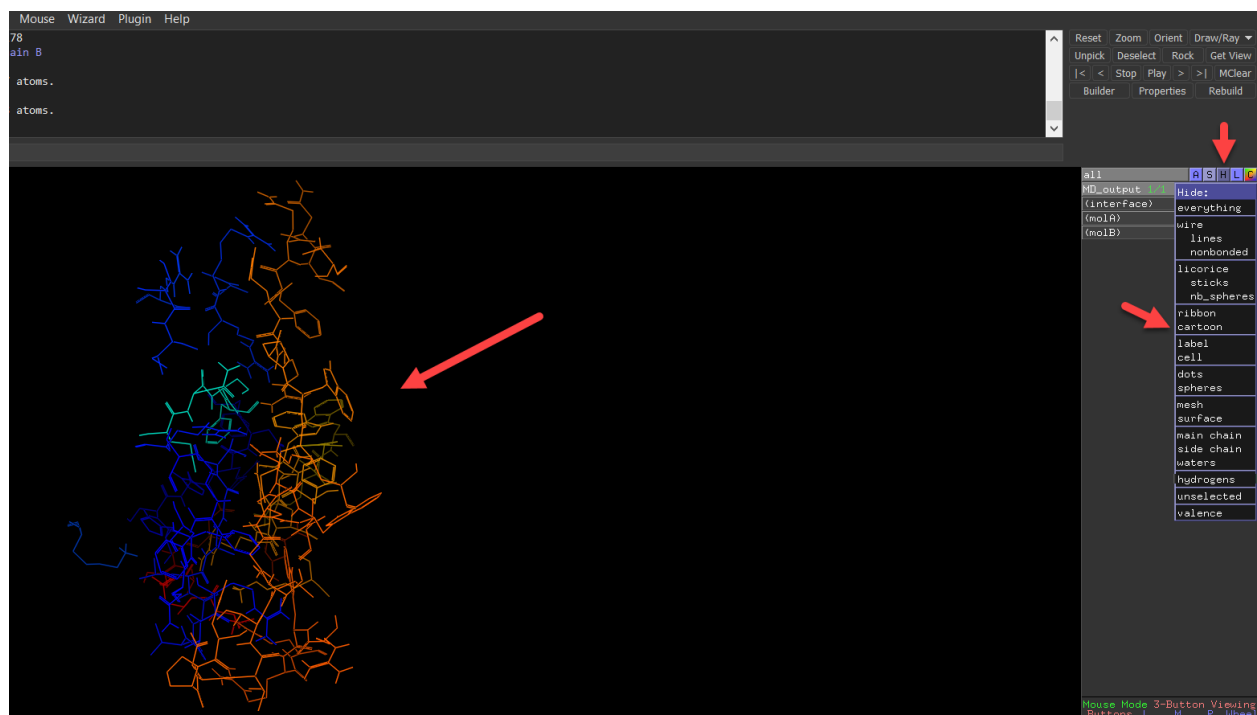 Mouse Wizard Plugin Help
78
ain B
atoms.
atoms.
Reset Zoom Orient Draw/Ray
Unpick Deselect Rock Get View
|< < Stop Play > >| MClear
Builder Properties Rebuild
all A S H L C
MD_output 1/1
(interface)
(molA)
(molB)
Hide:
everything
wire
lines
nonbonded
licorice
sticks
nb_spheres
ribbon
cartoon
label
cell
dots
spheres
mesh
surface
main chain
side chain
waters
hydrogens
unselected
valence
Mouse Mode 3-Button Viewing
Buttons L M R Wheel